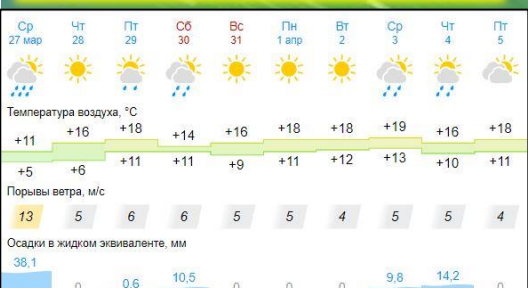 Ср Чт Пт Сб Вс Пн Вт Ср Чт Пт
27 мар 28 29 30 31 1 апр 2 3 4 5
Температура воздуха, °C
+11 +16 +18 +14 +16 +18 +18 +19 +16 +18
+5 +6 +11 +11 +9 +11 +12 +13 +10 +11
Порывы ветра, м/с
13 5 6 6 5 5 4 5 5 4
Осадки в жидком эквиваленте, мм
38,1 0 0,6 10,5 0 0 0 9,8 14,2 0